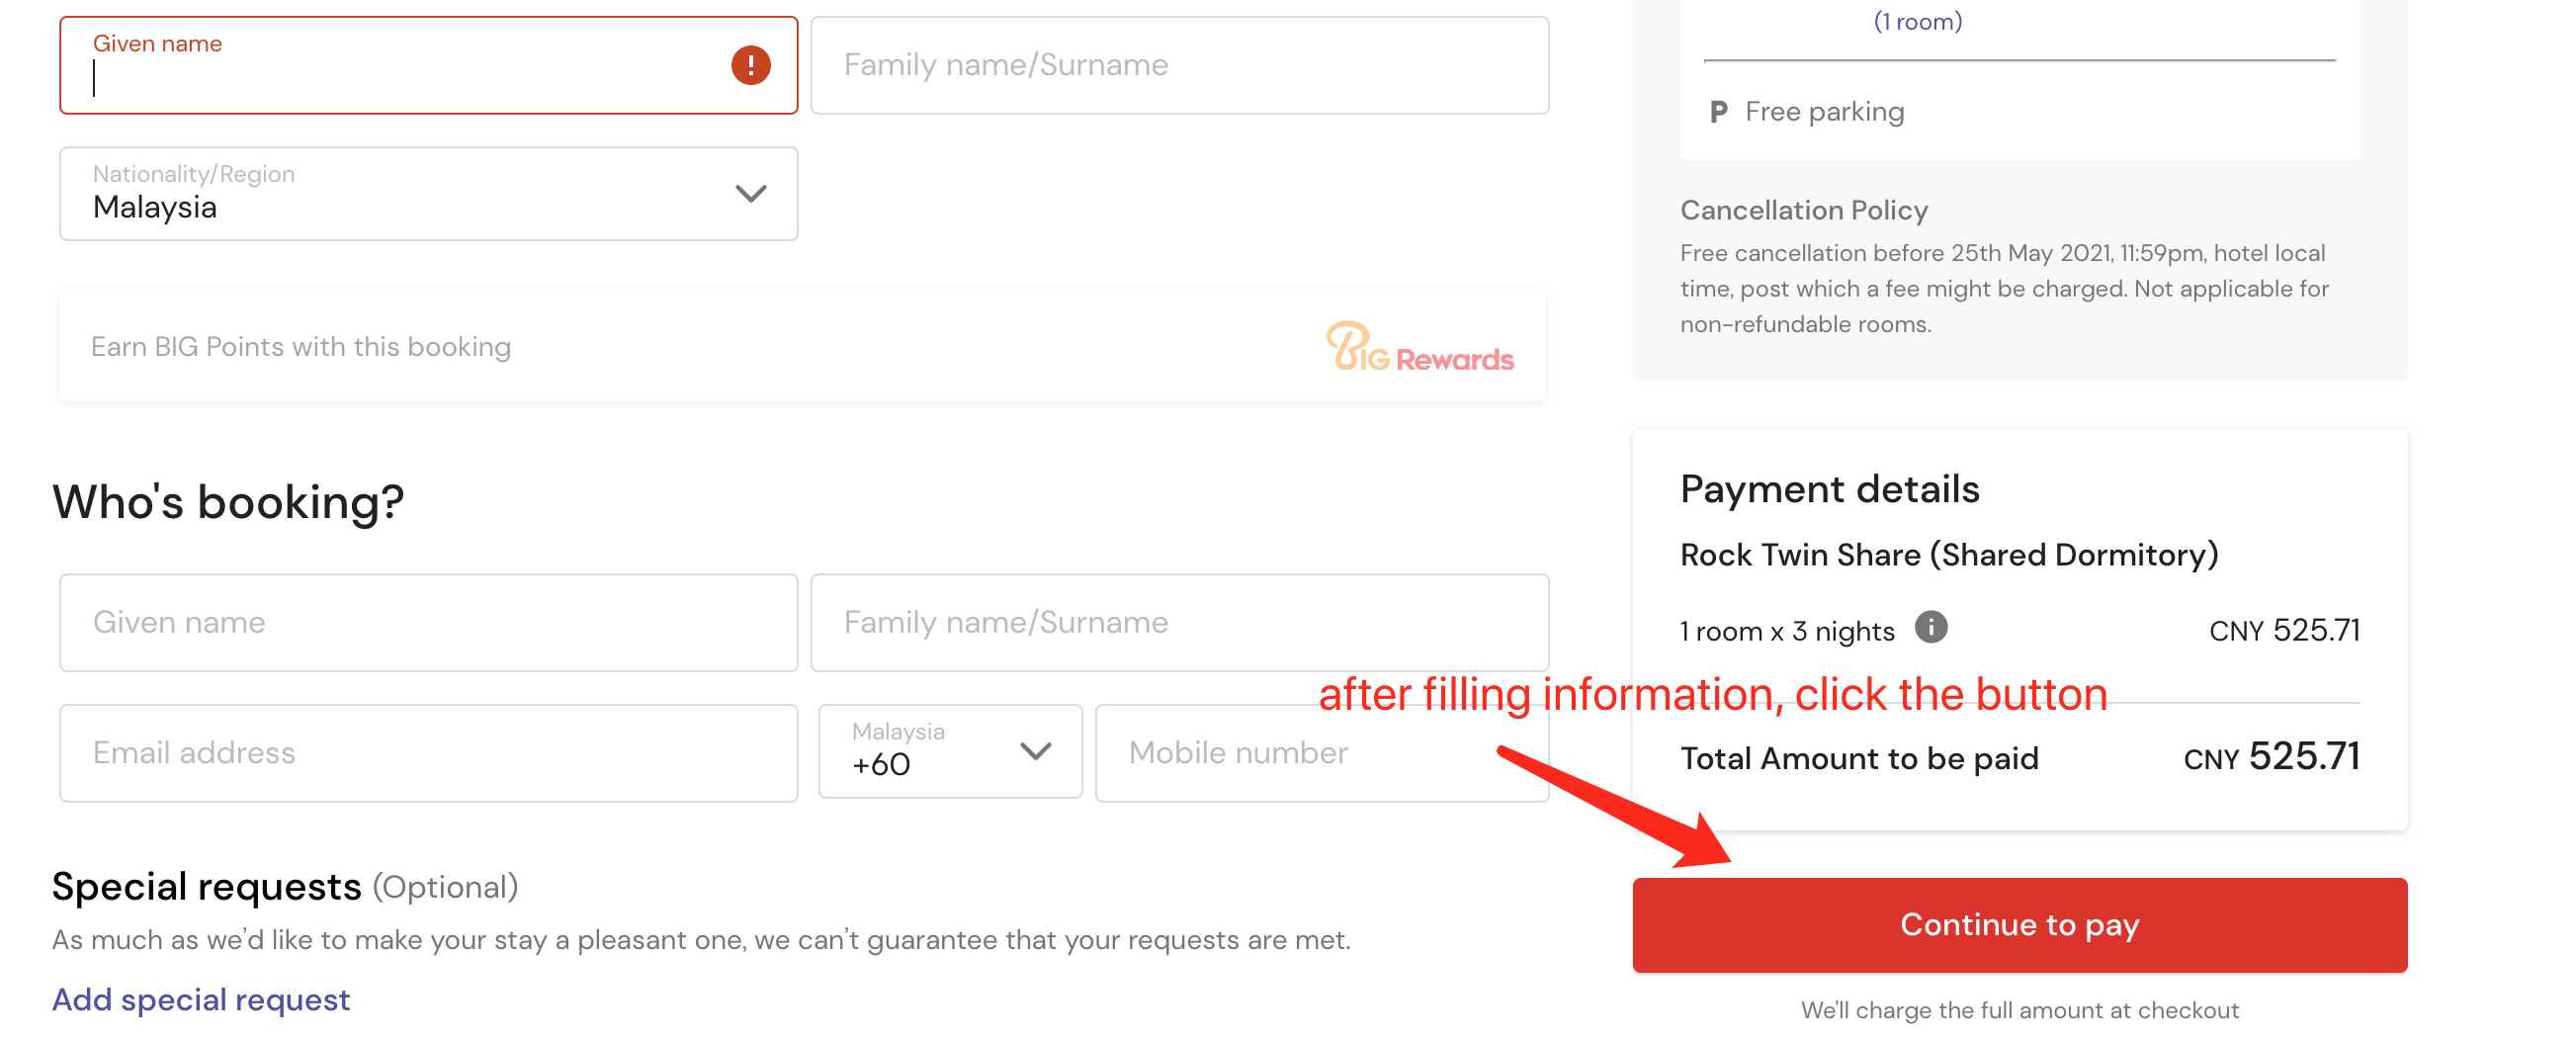 Given name
Family name/Surname
Nationality/Region
Malaysia
Earn BIG Points with this booking
BIG Rewards
Who's booking?
Given name
Family name/Surname
Email address
Malaysia
+60
Mobile number
Special requests (Optional)
As much as we’d like to make your stay a pleasant one, we can’t guarantee that your requests are met.
Add special request
(1 room)
P Free parking
Cancellation Policy
Free cancellation before 25th May 2021, 11:59pm, hotel local
time, post which a fee might be charged. Not applicable for
non-refundable rooms.
Payment details
Rock Twin Share (Shared Dormitory)
1 room x 3 nights CNY 525.71
after filling information, click the button
Total Amount to be paid CNY 525.71
Continue to pay
We'll charge the full amount at checkout